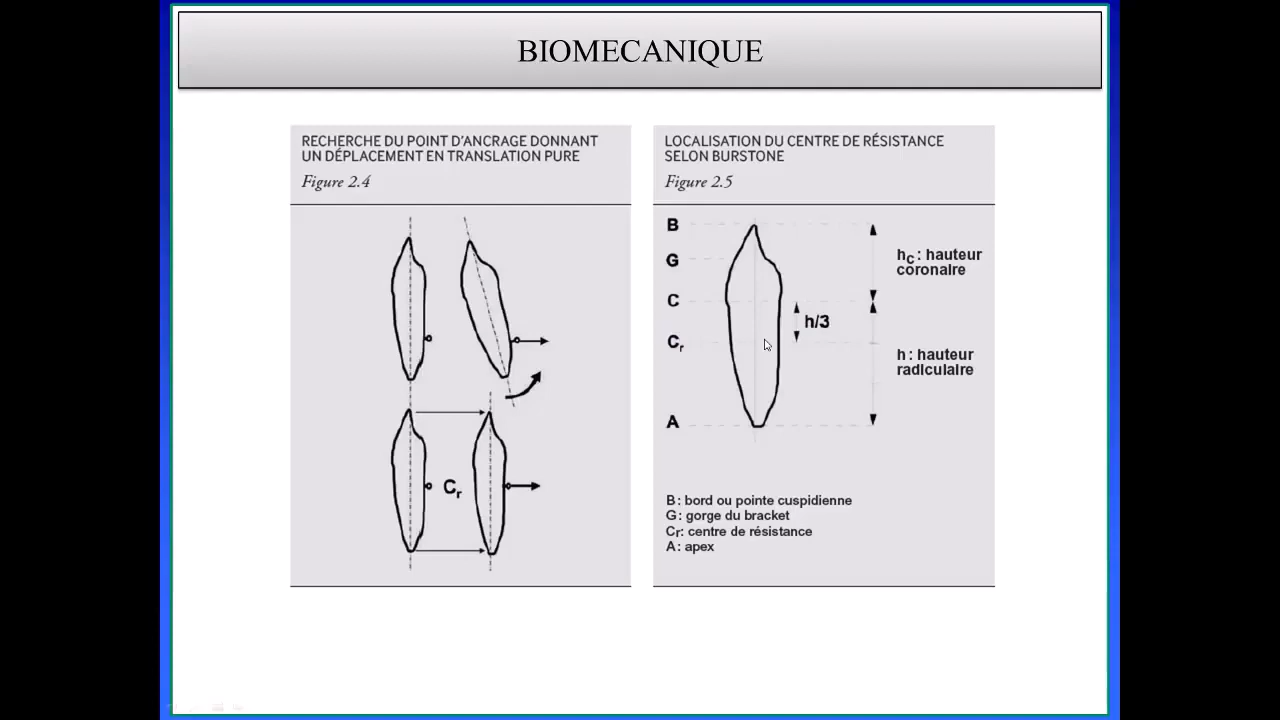 BIOMECANIQUE
RECHERCHE DU POINT D'ANCRAGE DONNANT
UN DÉPLACEMENT EN TRANSLATION PURE
Figure 2.4
Cr
LOCALISATION DU CENTRE DE RÉSISTANCE
SELON BURSTONE
Figure 2.5
B
G
C
Cr
A
h/3
hc : hauteur
coronaire
h : hauteur
radiculaire
B : bord ou pointe cuspidienne
G : gorge du bracket
Cr : centre de résistance
A : apex